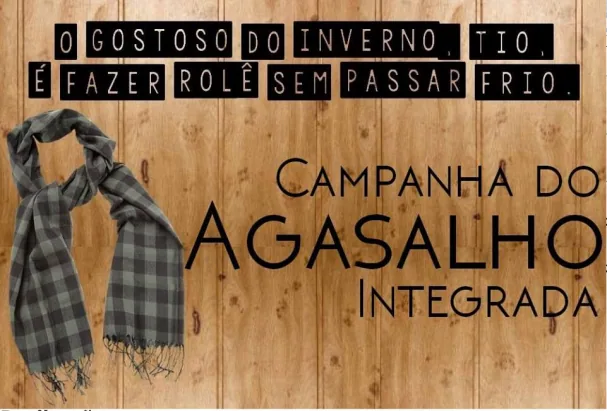 O GOSTOSO DO INVERNO, TIO,
É FAZER ROLÊ SEM PASSAR FRIO.
CAMPANHA DO
AGASALHO
INTEGRADA